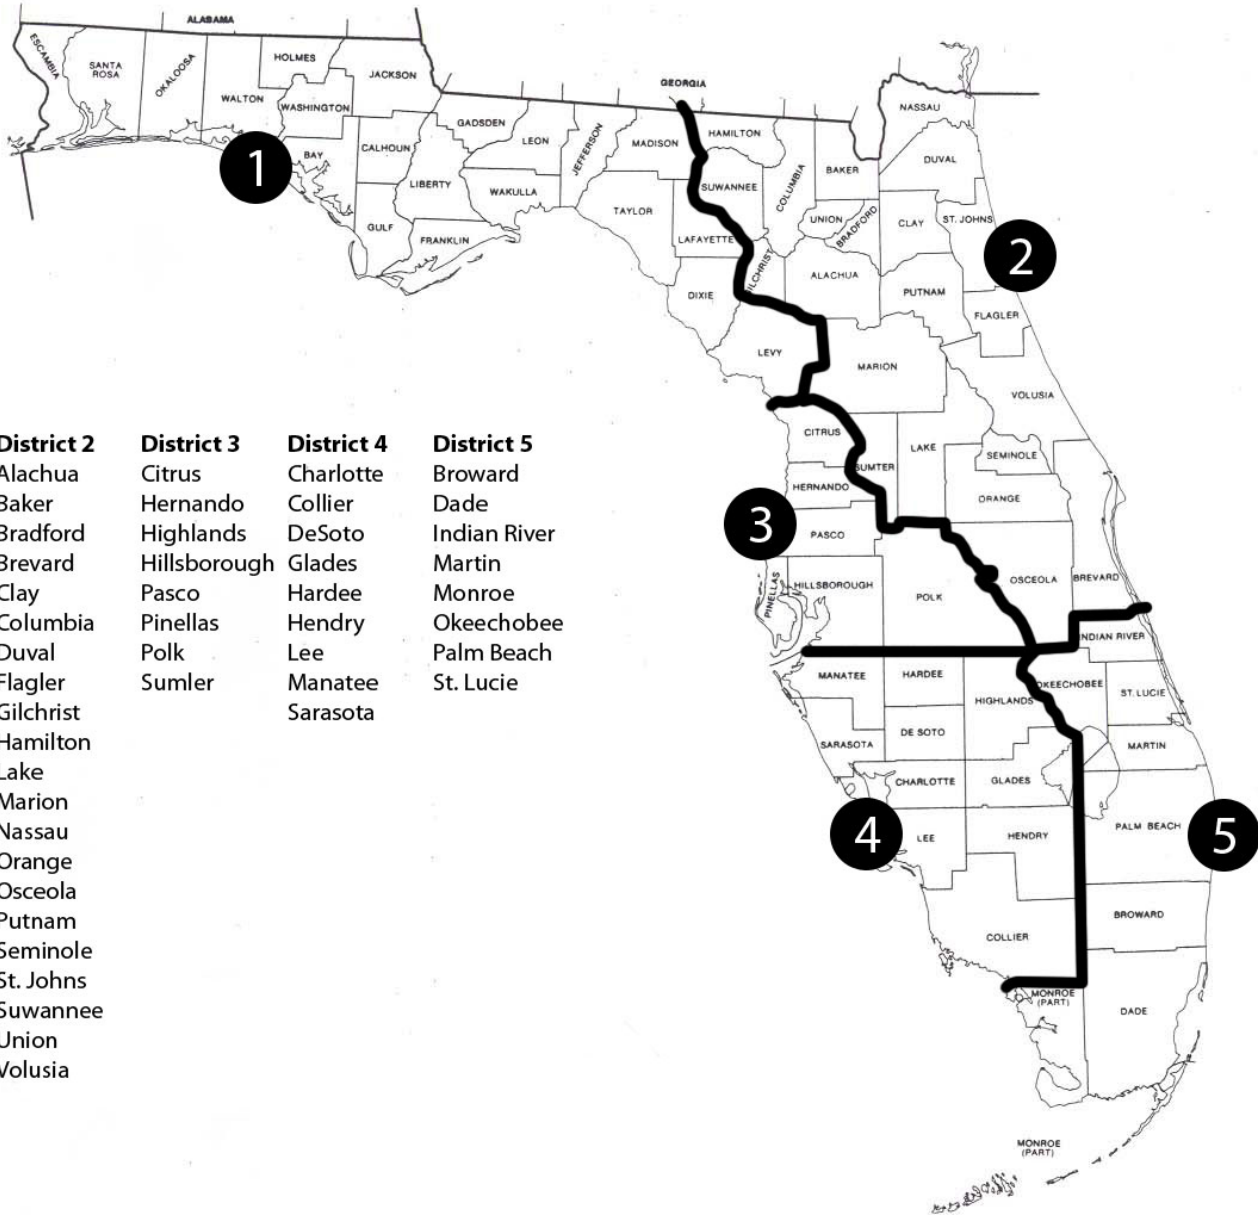 ALABAMA
ESCAMBIA
SANTA
ROSA
OKALOOSA
HOLMES
WALTON
WASHINGTON
JACKSON
BAY
CALHOUN
GULF
GADSDEN
LIBERTY
LEON
WAKULLA
FRANKLIN
JEFFERSON
GEORGIA
MADISON
TAYLOR
HAMILTON
SUWANNEE
LAFAYETTE
DIXIE
COLUMBIA
ILCHRIST
BAKER
UNION
BRADFORD
ALACHUA
NASSAU
DUVAL
CLAY
ST. JOHNS
PUTNAM
FLAGLER
LEVY
MARION
VOLUSIA
CITRUS
SUMTER
LAKE
SEMINOLE
HERNANDO
ORANGE
PASCO
PINELLAS
HILLSBOROUGH
POLK
OSCEOLA
BREVARD
INDIAN RIVER
MANATEE
HARDEE
HIGHLANDS
OKEECHOBEE
ST. LUCIE
SARASOTA
DE SOTO
MARTIN
CHARLOTTE
GLADES
LEE
HENDRY
PALM BEACH
COLLIER
BROWARD
MONROE
(PART)
DADE
MONROE
(PART)
1
2
3
4
5
District 2
Alachua
Baker
Bradford
Brevard
Clay
Columbia
Duval
Flagler
Gilchrist
Hamilton
Lake
Marion
Nassau
Orange
Osceola
Putnam
Seminole
St. Johns
Suwannee
Union
Volusia
District 3
Citrus
Hernando
Highlands
Hillsborough
Pasco
Pinellas
Polk
Sumler
District 4
Charlotte
Collier
DeSoto
Glades
Hardee
Hendry
Lee
Manatee
Sarasota
District 5
Broward
Dade
Indian River
Martin
Monroe
Okeechobee
Palm Beach
St. Lucie